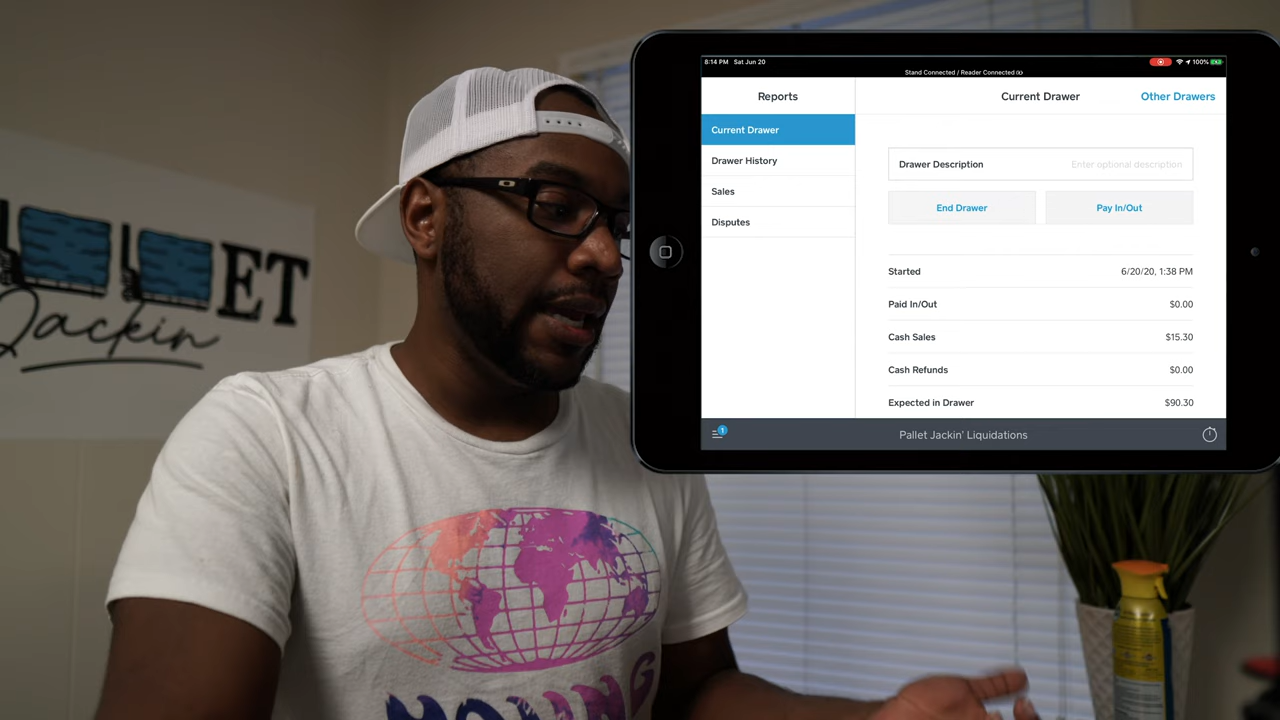 ET
Jackin
YOUNG
8:14 PM Sat Jun 20
100%
Stand Connected / Reader Connected
Reports
Current Drawer
Other Drawers
Current Drawer
Drawer History
Sales
Disputes
Drawer Description
Enter optional description
End Drawer
Pay In/Out
Started
6/20/20, 1:38 PM
Paid In/Out
$0.00
Cash Sales
$15.30
Cash Refunds
$0.00
Expected in Drawer
$90.30
1
Pallet Jackin' Liquidations